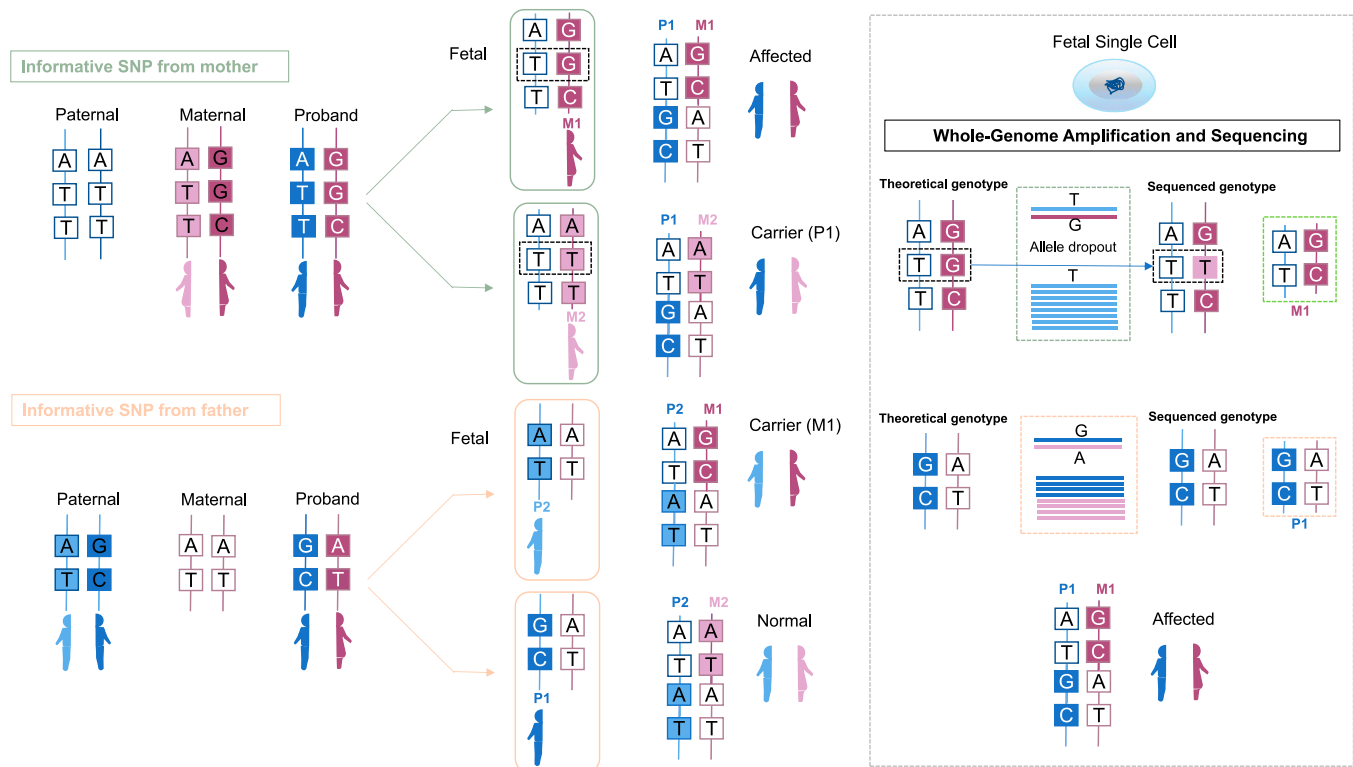 Informative SNP from mother
Paternal
A A
T T
T T
Maternal
A G
T G
T C
Proband
A G
T G
T C
Fetal
A G
T G
T C
M1
P1 M1
A G
T C
G A
C T
Affected
A A
T T
T T
M2
P1 M2
A A
T T
G A
C T
Carrier (P1)
Informative SNP from father
Paternal
A G
T C
Maternal
A A
T T
Proband
G A
C T
Fetal
A A
T T
P2
P2 M1
A G
T C
A A
T T
Carrier (M1)
G A
C T
P1
P2 M2
A A
T T
A A
T T
Normal
Fetal Single Cell
Whole-Genome Amplification and Sequencing
Theoretical genotype
A G
T G
T C
T
G
Allele dropout
T
Sequenced genotype
A G
T T
T C
A G
T C
M1
Theoretical genotype
G A
C T
G
A
Sequenced genotype
G A
C T
G A
C T
P1
P1 M1
A G
T C
G A
C T
Affected